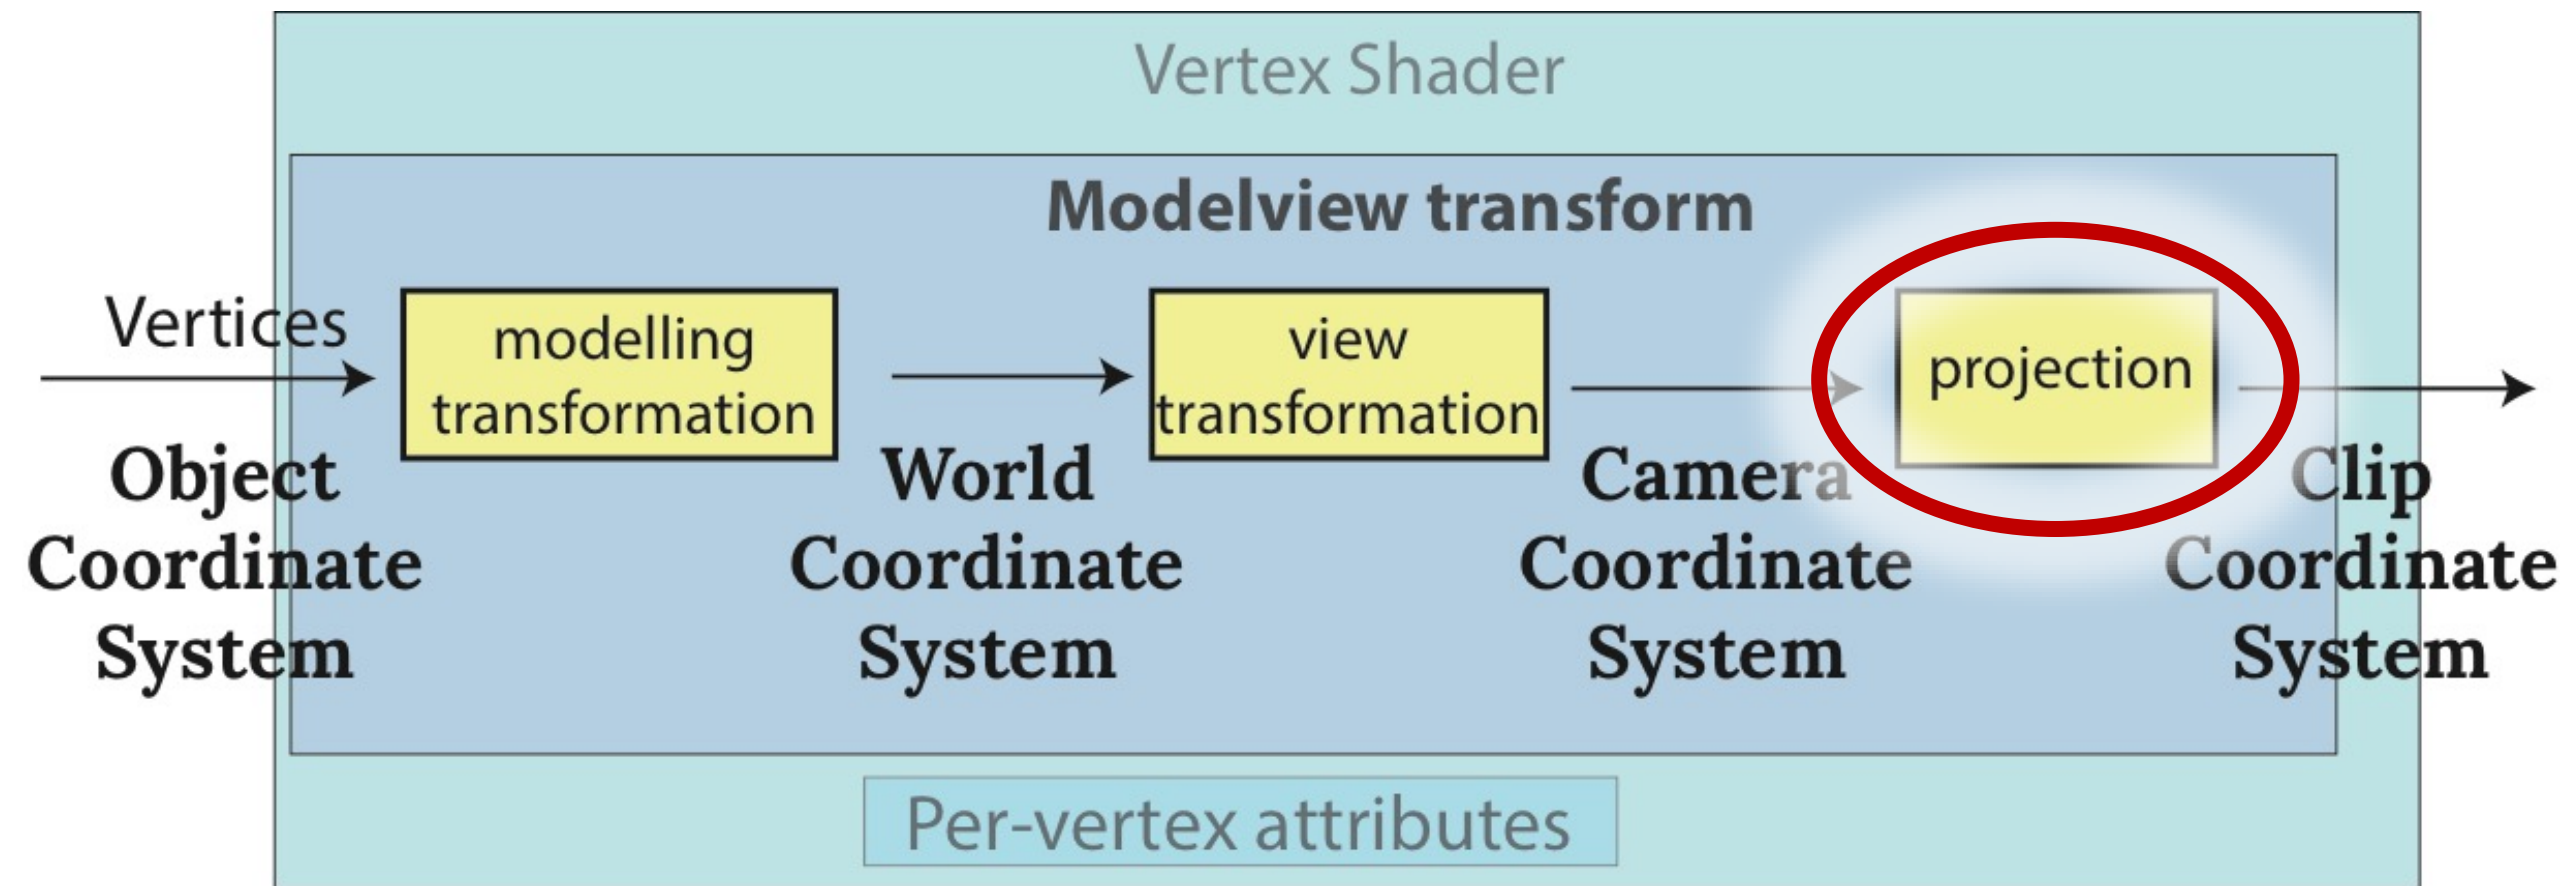 Vertex Shader
Modelview transform
Vertices
modelling
transformation
view
transformation
projection
Object
Coordinate
System
World
Coordinate
System
Camera
Coordinate
System
Clip
Coordinate
System
Per-vertex attributes